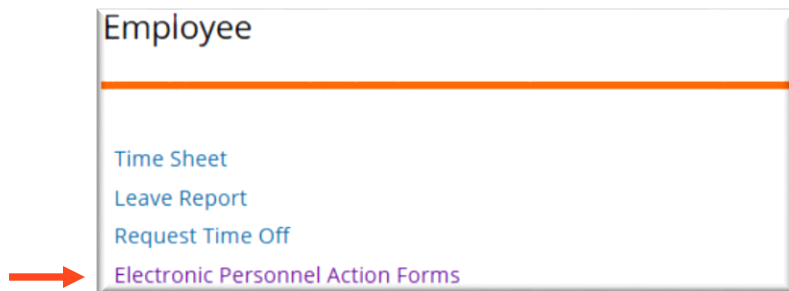 Employee
Time Sheet
Leave Report
Request Time Off
Electronic Personnel Action Forms